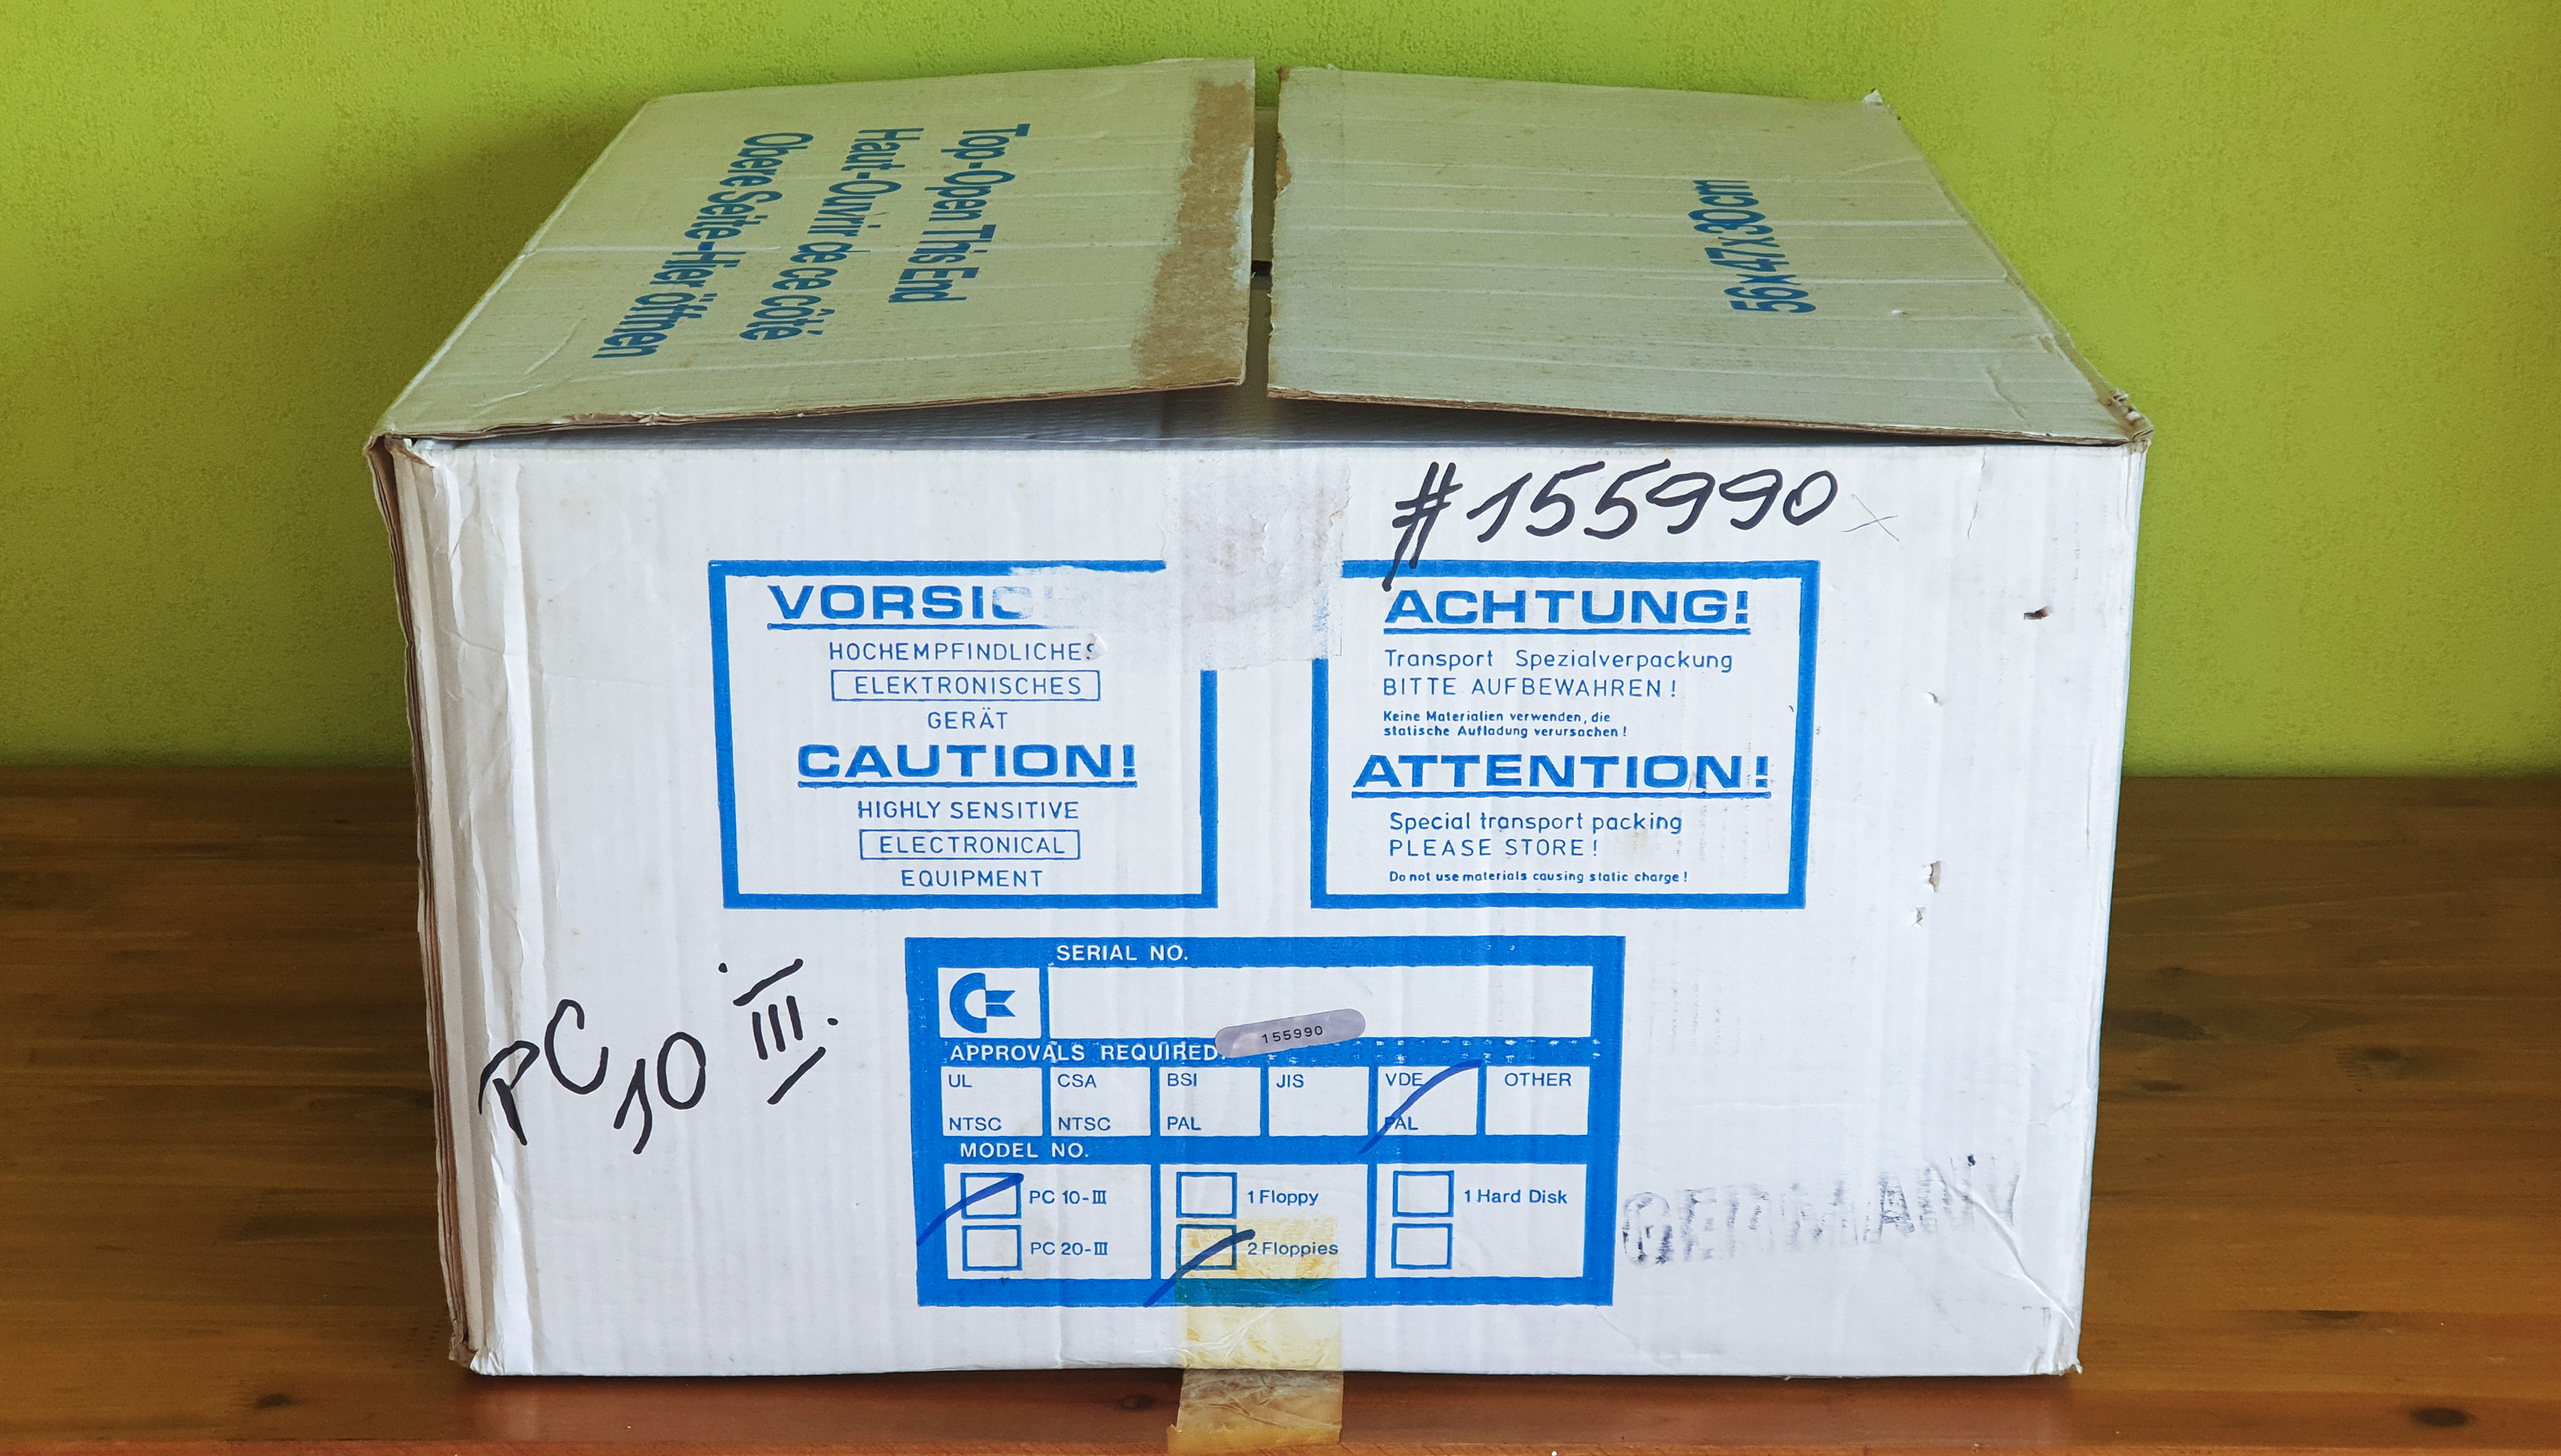 Top-Open This End
Haut-Ouvrir de ce côté
Obere Seite-Hier öffnen
56x47x30cm
#155990
HOCHEMPFINDLICHES
ELEKTRONISCHES
GERÄT
CAUTION!
HIGHLY SENSITIVE
ELECTRONICAL
EQUIPMENT
ACHTUNG!
Transport Spezialverpackung
BITTE AUFBEWAHREN!
Keine Materialien verwenden, die
statische Aufladung verursachen!
ATTENTION!
Special transport packing
PLEASE STORE!
Do not use materials causing static charge!
PC 10 III.
SERIAL NO.
155990
APPROVALS REQUIRED:
UL CSA BSI JIS VDE OTHER
NTSC NTSC PAL PAL
MODEL NO.
PC 10-III 1 Floppy 1 Hard Disk
PC 20-III 2 Floppies